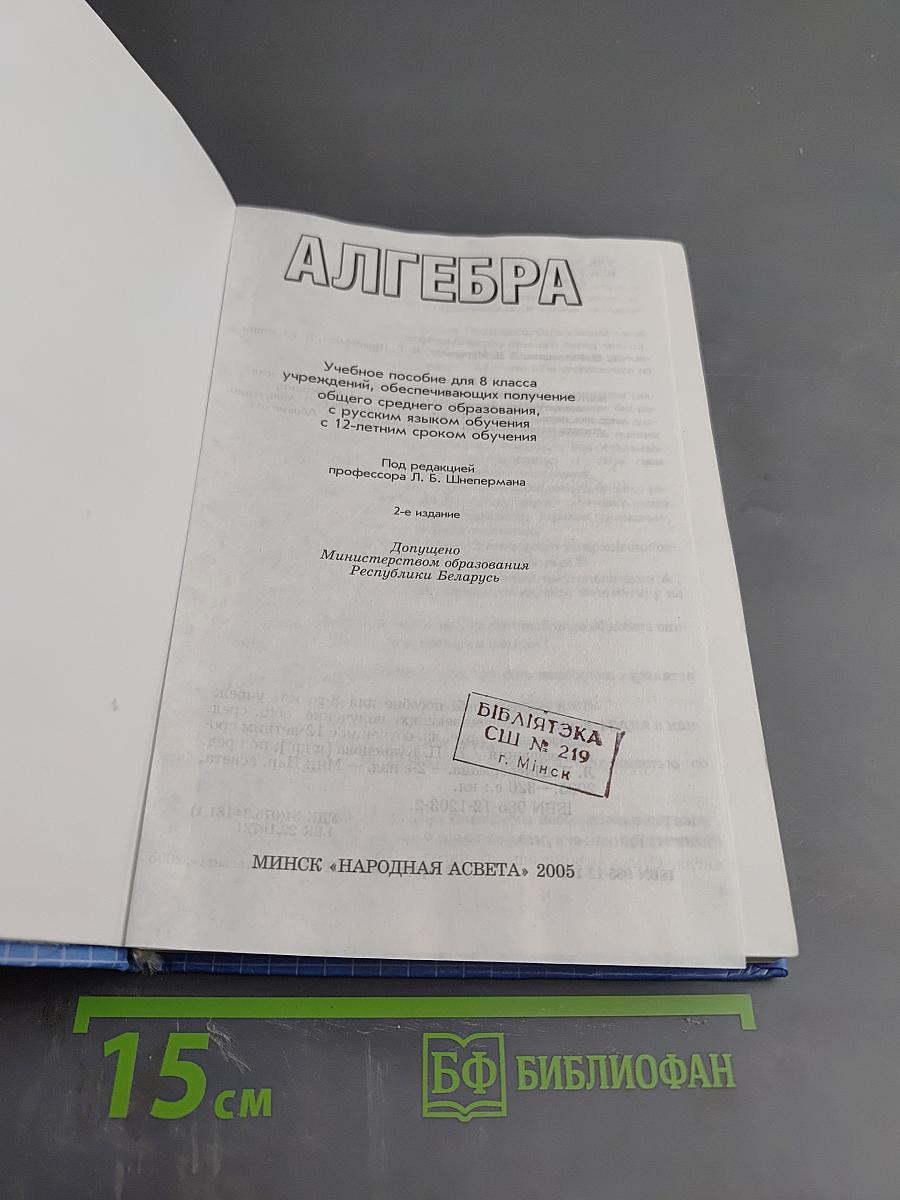 АЛГЕБРА
Учебное пособие для 8 класса
учреждений, обеспечивающих получение
общего среднего образования,
с русским языком обучения
с 12-летним сроком обучения
Под редакцией
профессора Л. Б. Шнепермана
2-е издание
Допущено
Министерством образования
Республики Беларусь
БІБЛІЯТЭКА
СШ № 219
г. Мінск
МИНСК «НАРОДНАЯ АСВЕТА» 2005
15 см
БФ БИБЛИОФАН